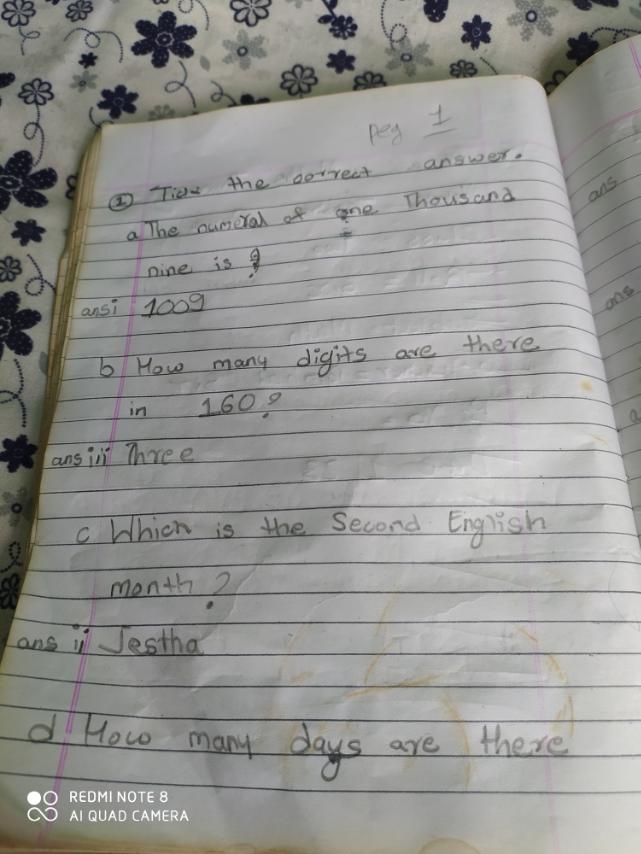 peg 1
① Tick the correct answer.
a The numeral of one Thousand
nine is ?
ans i 1009
b How many digits are there
in 160?
ans iii Three
c Which is the Second English
month?
ans ii Jestha
d How many days are there
ans
ans
a
REDMI NOTE 8
AI QUAD CAMERA